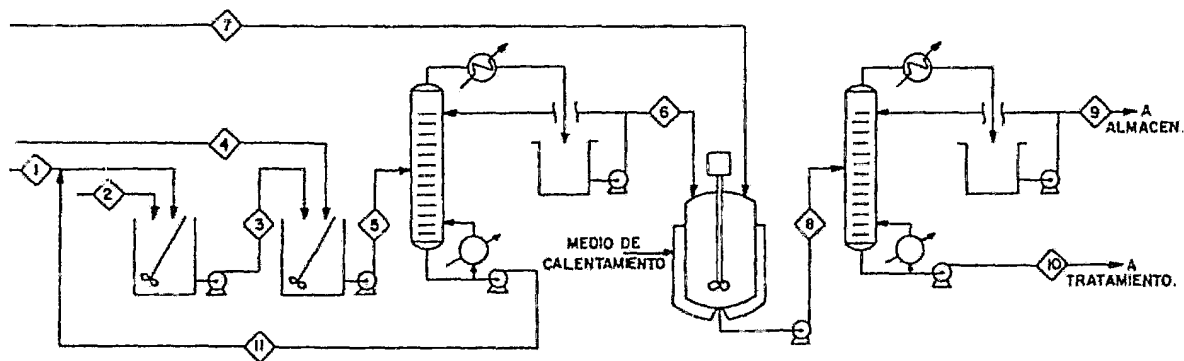 7
6
9
A
ALMACEN.
4
1
2
3
5
8
MEDIO DE
CALENTAMIENTO
10
A
TRATAMIENTO.
11